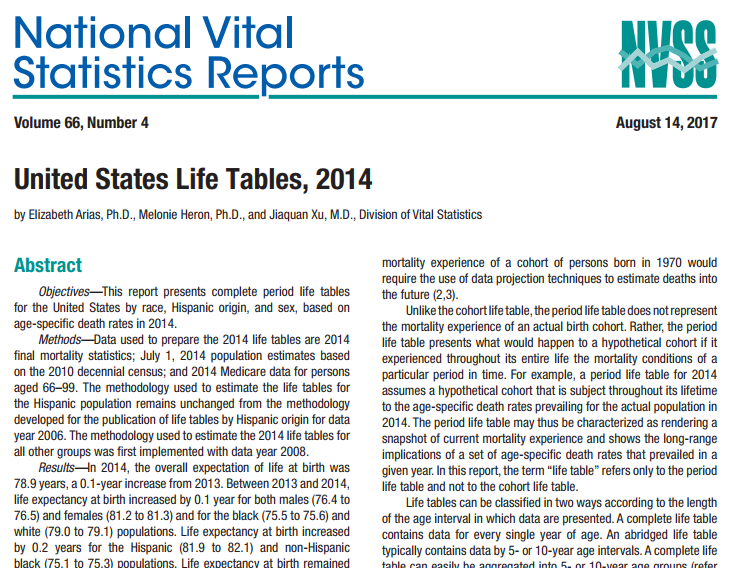 National Vital
Statistics Reports
NVSS
Volume 66, Number 4
August 14, 2017
United States Life Tables, 2014
by Elizabeth Arias, Ph.D., Melonie Heron, Ph.D., and Jiaquan Xu, M.D., Division of Vital Statistics
Abstract
Objectives—This report presents complete period life tables
for the United States by race, Hispanic origin, and sex, based on
age-specific death rates in 2014.
Methods—Data used to prepare the 2014 life tables are 2014
final mortality statistics; July 1, 2014 population estimates based
on the 2010 decennial census; and 2014 Medicare data for persons
aged 66–99. The methodology used to estimate the life tables for
the Hispanic population remains unchanged from the methodology
developed for the publication of life tables by Hispanic origin for data
year 2006. The methodology used to estimate the 2014 life tables for
all other groups was first implemented with data year 2008.
Results—In 2014, the overall expectation of life at birth was
78.9 years, a 0.1-year increase from 2013. Between 2013 and 2014,
life expectancy at birth increased by 0.1 year for both males (76.4 to
76.5) and females (81.2 to 81.3) and for the black (75.5 to 75.6) and
white (79.0 to 79.1) populations. Life expectancy at birth increased
by 0.2 years for the Hispanic (81.9 to 82.1) and non-Hispanic
black (75.1 to 75.3) populations. Life expectancy at birth remained
mortality experience of a cohort of persons born in 1970 would
require the use of data projection techniques to estimate deaths into
the future (2,3).
Unlike the cohort life table, the period life table does not represent
the mortality experience of an actual birth cohort. Rather, the period
life table presents what would happen to a hypothetical cohort if it
experienced throughout its entire life the mortality conditions of a
particular period in time. For example, a period life table for 2014
assumes a hypothetical cohort that is subject throughout its lifetime
to the age-specific death rates prevailing for the actual population in
2014. The period life table may thus be characterized as rendering a
snapshot of current mortality experience and shows the long-range
implications of a set of age-specific death rates that prevailed in a
given year. In this report, the term “life table” refers only to the period
life table and not to the cohort life table.
Life tables can be classified in two ways according to the length
of the age interval in which data are presented. A complete life table
contains data for every single year of age. An abridged life table
typically contains data by 5- or 10-year age intervals. A complete life
table can easily be aggregated into 5- or 10-year age groups (refer